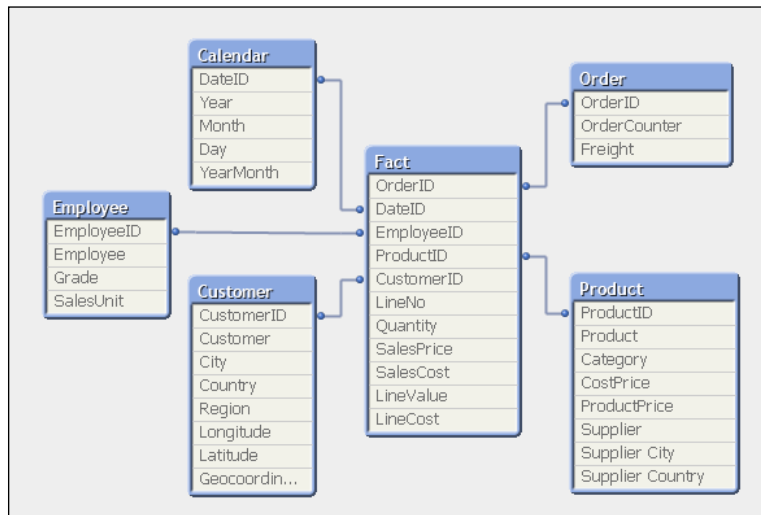 Calendar
DateID
Year
Month
Day
YearMonth
Order
OrderID
OrderCounter
Freight
Fact
OrderID
DateID
EmployeeID
ProductID
CustomerID
LineNo
Quantity
SalesPrice
SalesCost
LineValue
LineCost
Employee
EmployeeID
Employee
Grade
SalesUnit
Customer
CustomerID
Customer
City
Country
Region
Longitude
Latitude
Geocoordin...
Product
ProductID
Product
Category
CostPrice
ProductPrice
Supplier
Supplier City
Supplier Country